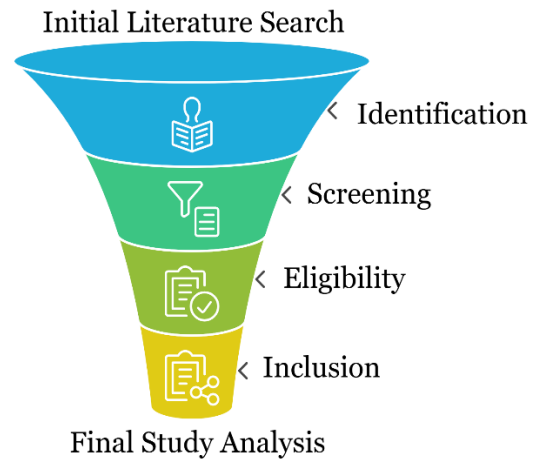 Initial Literature Search
Identification
Screening
Eligibility
Inclusion
Final Study Analysis